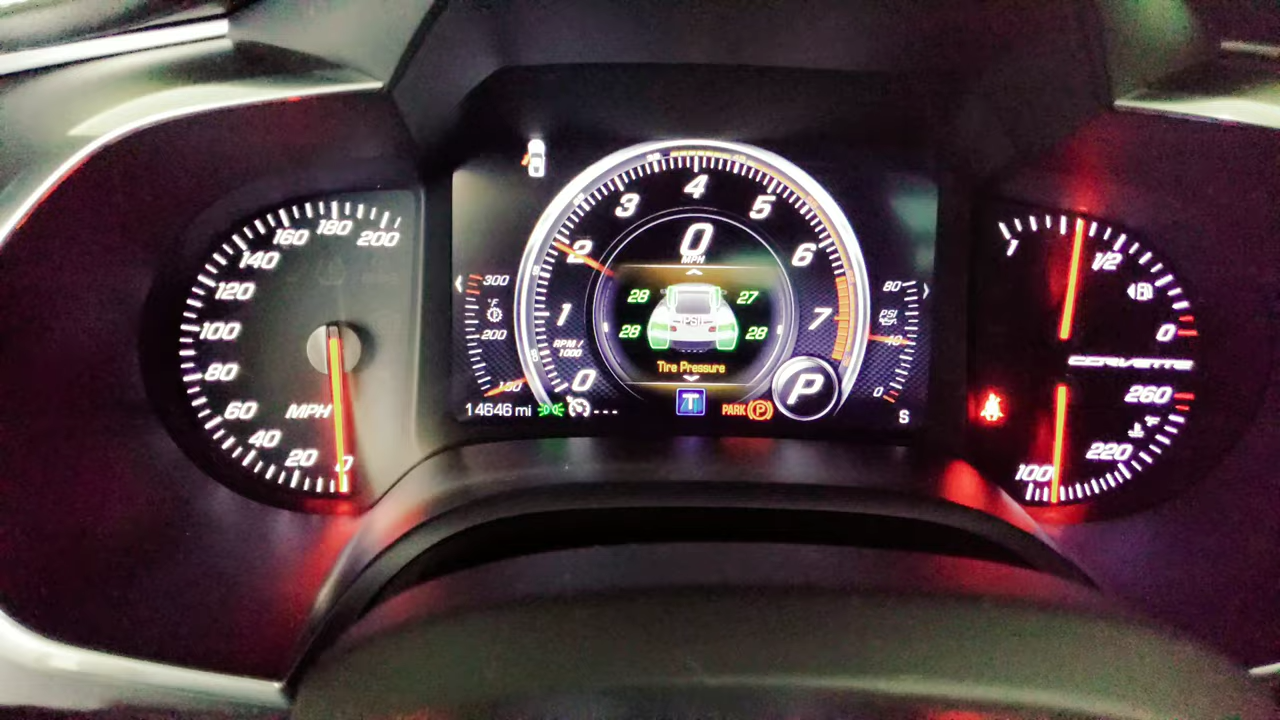 200
180
160
140
120
100
80
60
40
20
0
MPH
300
°F
200
150
14646 mi
---
0
1
2
3
4
5
6
7
RPM /
1000
0
MPH
28 27
PSI
28 28
Tire Pressure
T
PARK P
P
80
PSI
40
0
S
1
1/2
0
CORVETTE
260
°F
220
100